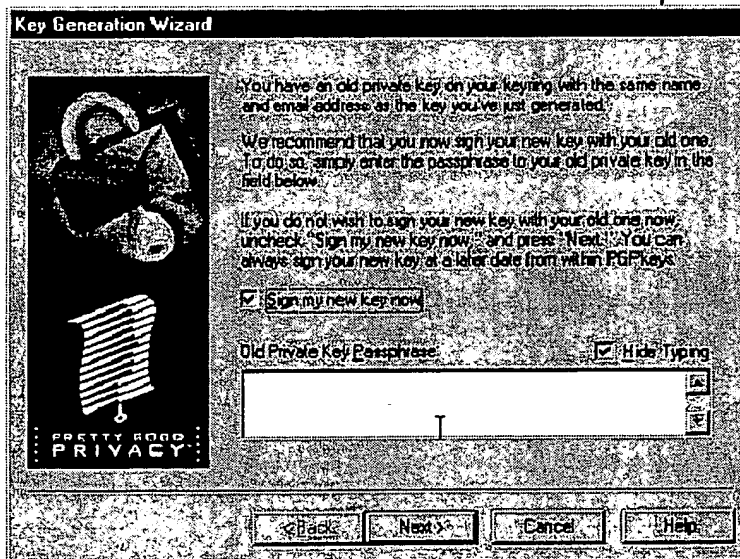 Key Generation Wizard
You have an old private key on your keyring with the same name
and email address as the key you've just generated.
We recommend that you now sign your new key with your old one.
To do so, simply enter the passphrase to your old private key in the
field below.
If you do not wish to sign your new key with your old one now,
uncheck "Sign my new key now," and press "Next". You can
always sign your new key at a later date from within PGPkeys
Sign my new key now
Old Private Key Passphrase Hide Typing
PRETTY GOOD
PRIVACY
< Back Next > Cancel Help